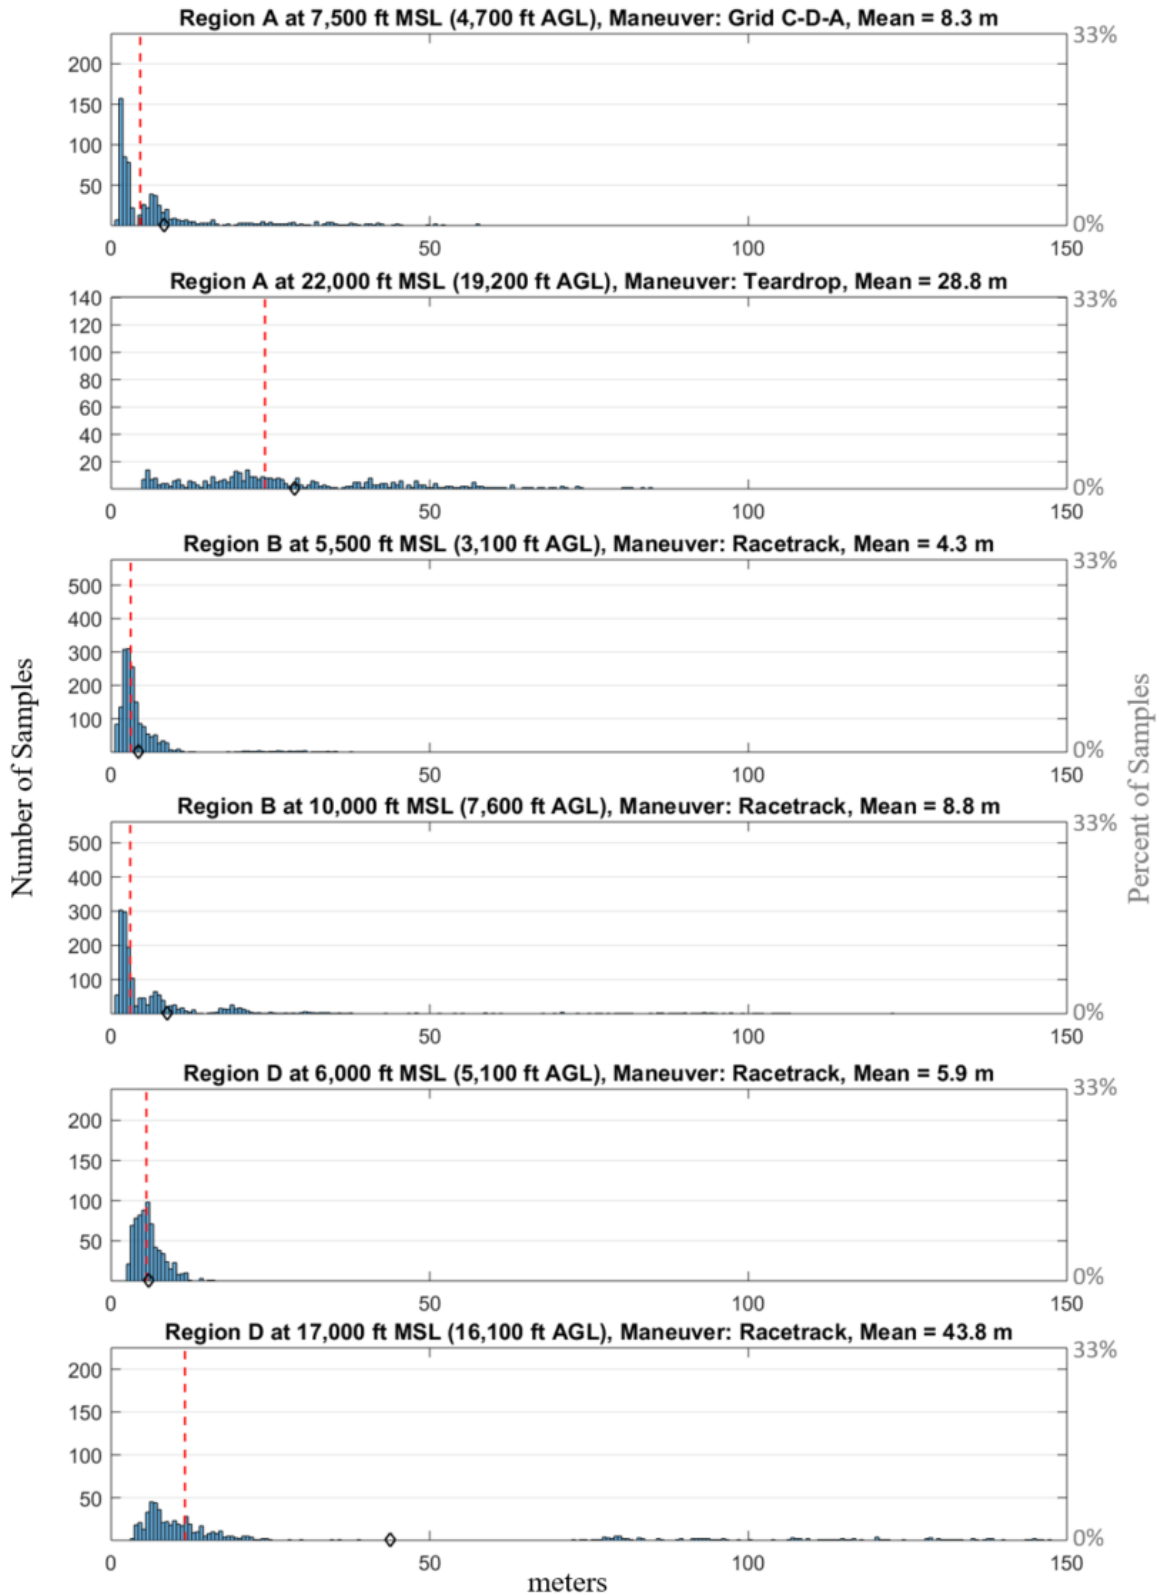 Region A at 7,500 ft MSL (4,700 ft AGL), Maneuver: Grid C-D-A, Mean = 8.3 m
33%
200
150
100
50
0%
0 50 100 150
Region A at 22,000 ft MSL (19,200 ft AGL), Maneuver: Teardrop, Mean = 28.8 m
33%
140
120
100
80
60
40
20
0%
0 50 100 150
Region B at 5,500 ft MSL (3,100 ft AGL), Maneuver: Racetrack, Mean = 4.3 m
33%
500
400
300
200
100
0%
0 50 100 150
Number of Samples
Percent of Samples
Region B at 10,000 ft MSL (7,600 ft AGL), Maneuver: Racetrack, Mean = 8.8 m
33%
500
400
300
200
100
0%
0 50 100 150
Region D at 6,000 ft MSL (5,100 ft AGL), Maneuver: Racetrack, Mean = 5.9 m
33%
200
150
100
50
0%
0 50 100 150
Region D at 17,000 ft MSL (16,100 ft AGL), Maneuver: Racetrack, Mean = 43.8 m
33%
200
150
100
50
0%
0 50 100 150
meters